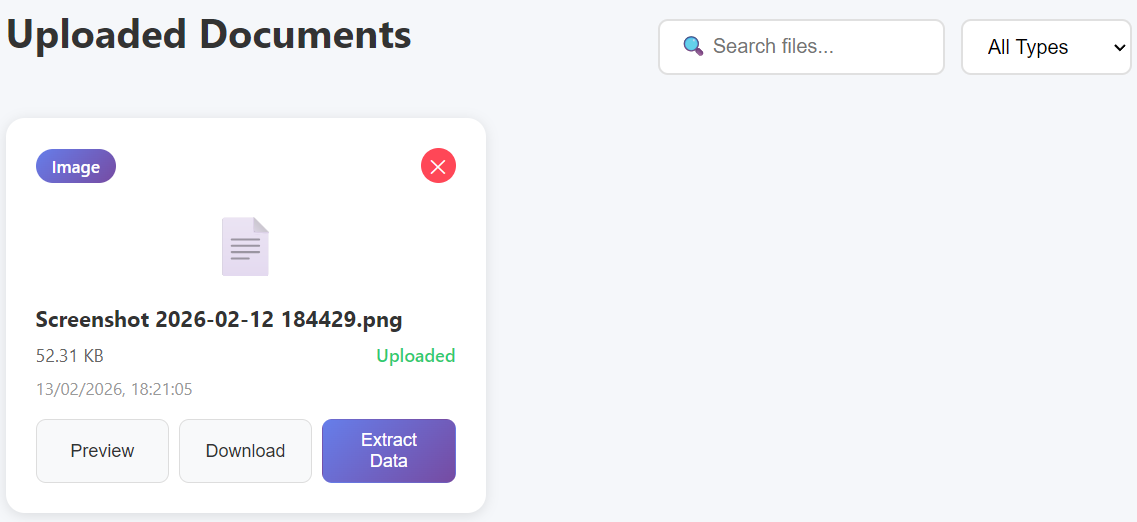 Uploaded Documents
🔍 Search files...
All Types
Image
Screenshot 2026-02-12 184429.png
52.31 KB
Uploaded
13/02/2026, 18:21:05
Preview
Download
Extract
Data